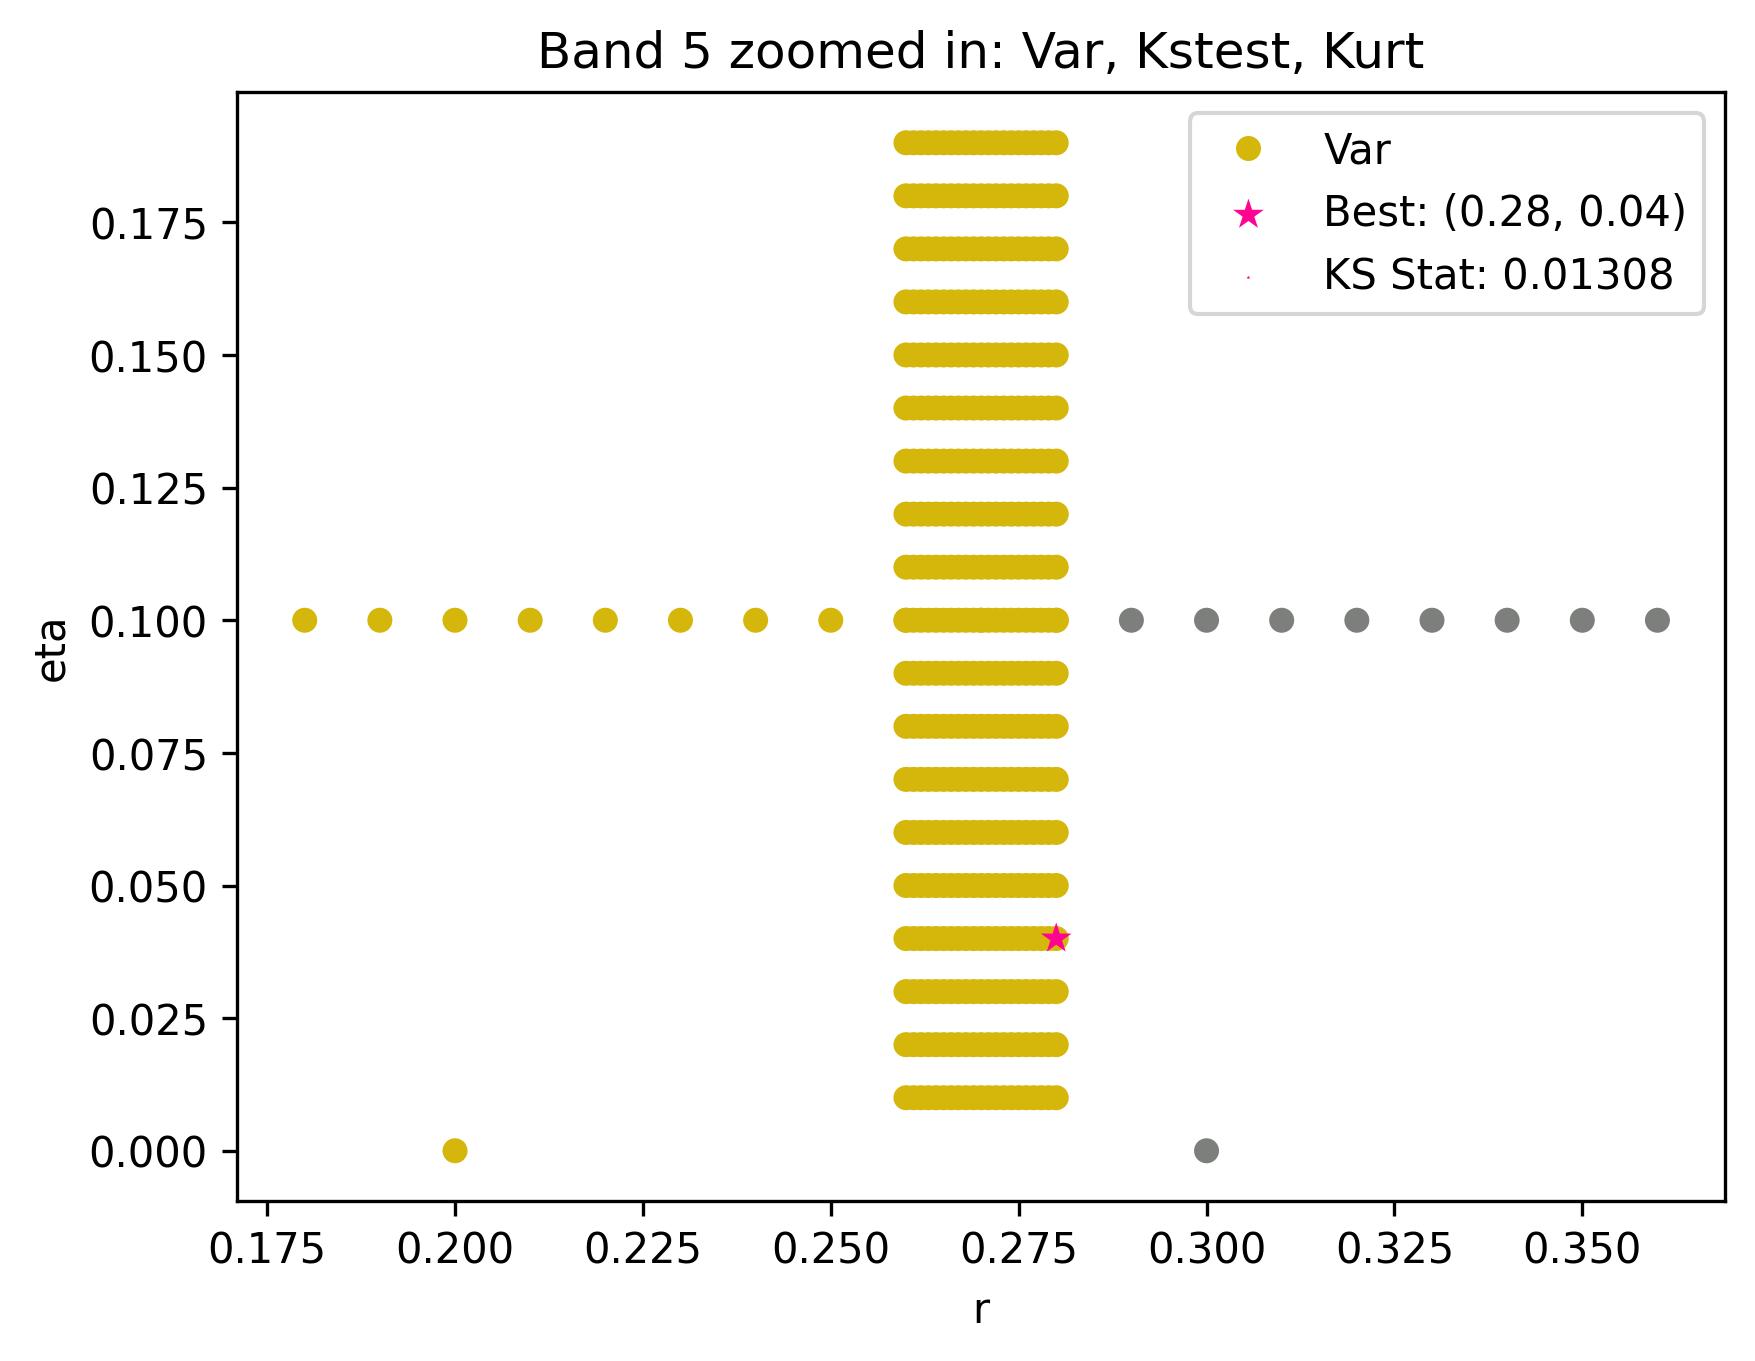 Band 5 zoomed in: Var, Kstest, Kurt
Var
Best: (0.28, 0.04)
KS Stat: 0.01308
eta
0.175
0.150
0.125
0.100
0.075
0.050
0.025
0.000
0.175 0.200 0.225 0.250 0.275 0.300 0.325 0.350
r